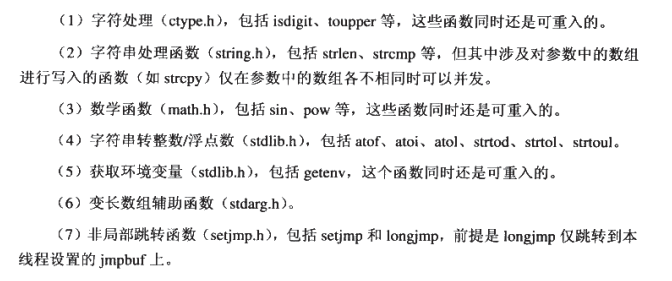 （1）字符处理（ctype.h），包括 isdigit、toupper 等，这些函数同时还是可重入的。
（2）字符串处理函数（string.h），包括 strlen、strcmp 等，但其中涉及对参数中的数组
进行写入的函数（如 strcpy）仅在参数中的数组各不相同时可以并发。
（3）数学函数（math.h），包括 sin、pow 等，这些函数同时还是可重入的。
（4）字符串转整数/浮点数（stdlib.h），包括 atof、atoi、atol、strtod、strtol、strtoul。
（5）获取环境变量（stdlib.h），包括 getenv，这个函数同时还是可重入的。
（6）变长数组辅助函数（stdarg.h）。
（7）非局部跳转函数（setjmp.h），包括 setjmp 和 longjmp，前提是 longjmp 仅跳转到本
线程设置的 jmpbuf 上。